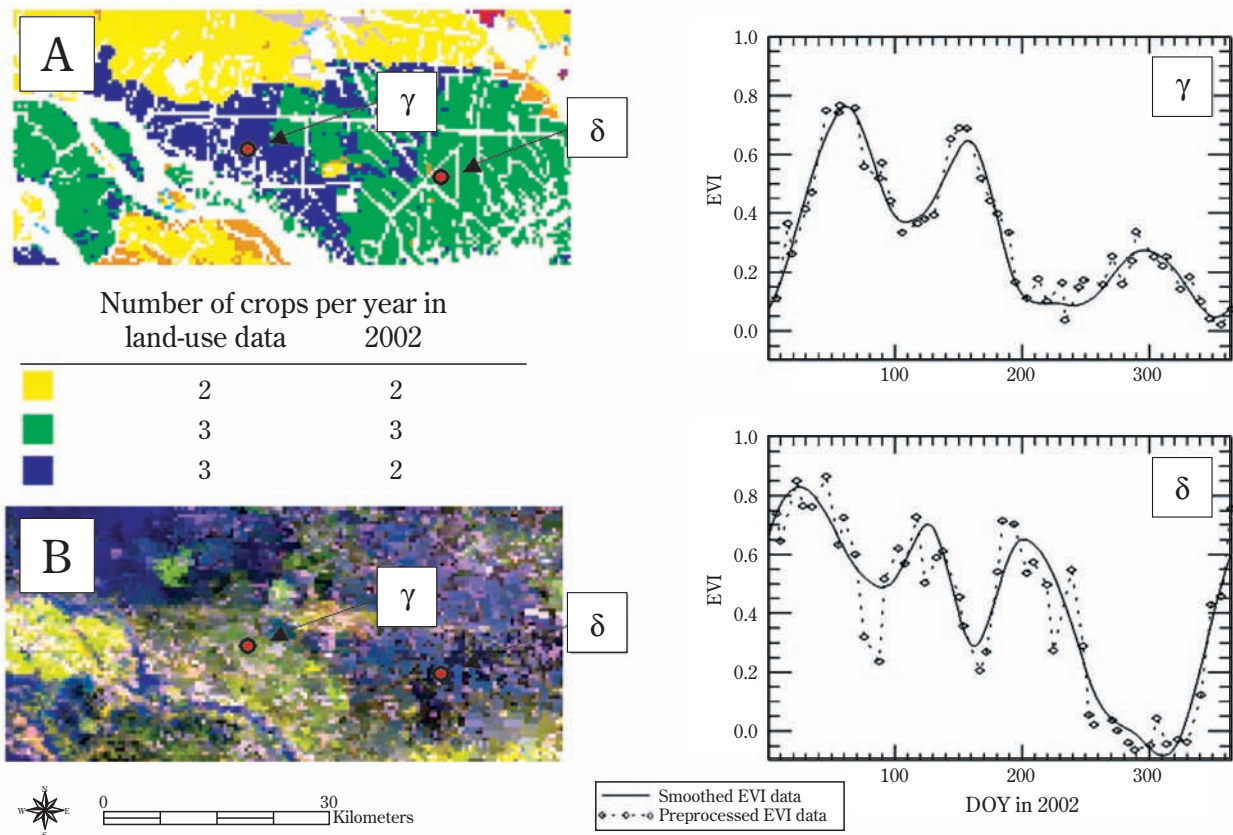 A
γ
δ
Number of crops per year in
land-use data 2002
2 2
3 3
3 2
B
γ
δ
N
W E
S
0 30
Kilometers
1.0
0.8
0.6
0.4
0.2
0.0
EVI
γ
100 200 300
1.0
0.8
0.6
0.4
0.2
0.0
EVI
δ
100 200 300
DOY in 2002
Smoothed EVI data
Preprocessed EVI data